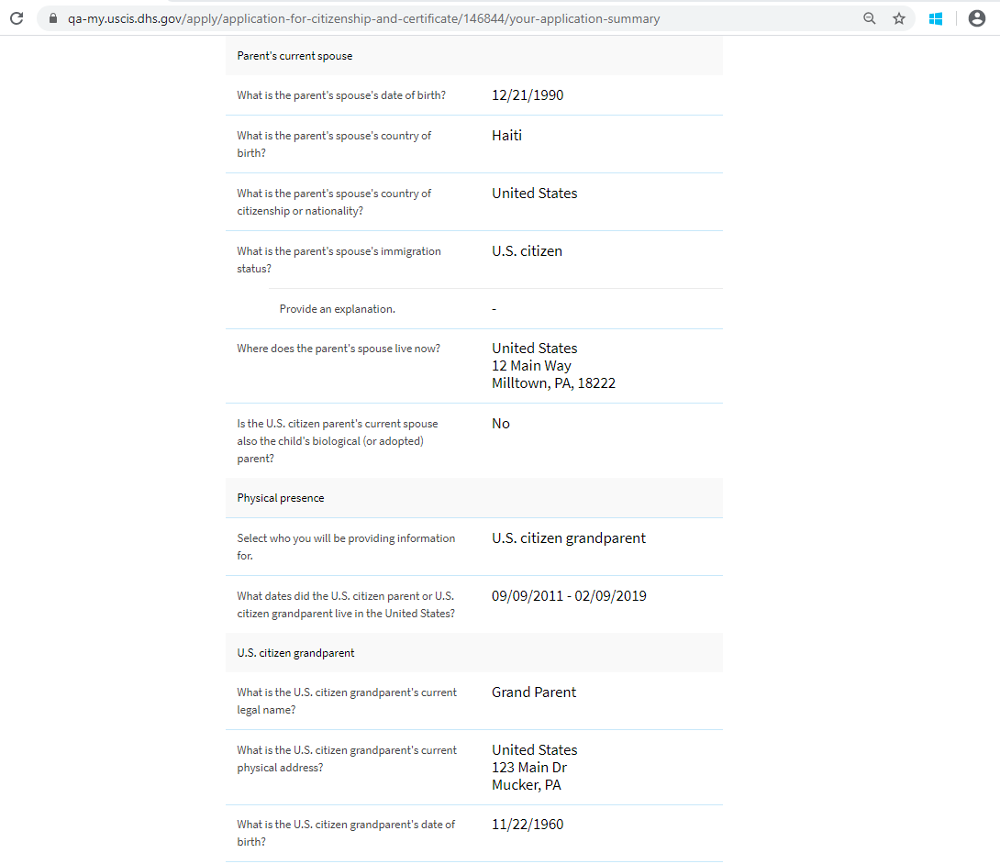 qa-my.uscis.dhs.gov/apply/application-for-citizenship-and-certificate/146844/your-application-summary
Parent's current spouse
What is the parent's spouse's date of birth?
12/21/1990
What is the parent's spouse's country of
birth?
Haiti
What is the parent's spouse's country of
citizenship or nationality?
United States
What is the parent's spouse's immigration
status?
U.S. citizen
Provide an explanation.
-
Where does the parent's spouse live now?
United States
12 Main Way
Milltown, PA, 18222
Is the U.S. citizen parent's current spouse
also the child's biological (or adopted)
parent?
No
Physical presence
Select who you will be providing information
for.
U.S. citizen grandparent
What dates did the U.S. citizen parent or U.S.
citizen grandparent live in the United States?
09/09/2011 - 02/09/2019
U.S. citizen grandparent
What is the U.S. citizen grandparent's current
legal name?
Grand Parent
What is the U.S. citizen grandparent's current
physical address?
United States
123 Main Dr
Mucker, PA
What is the U.S. citizen grandparent's date of
birth?
11/22/1960